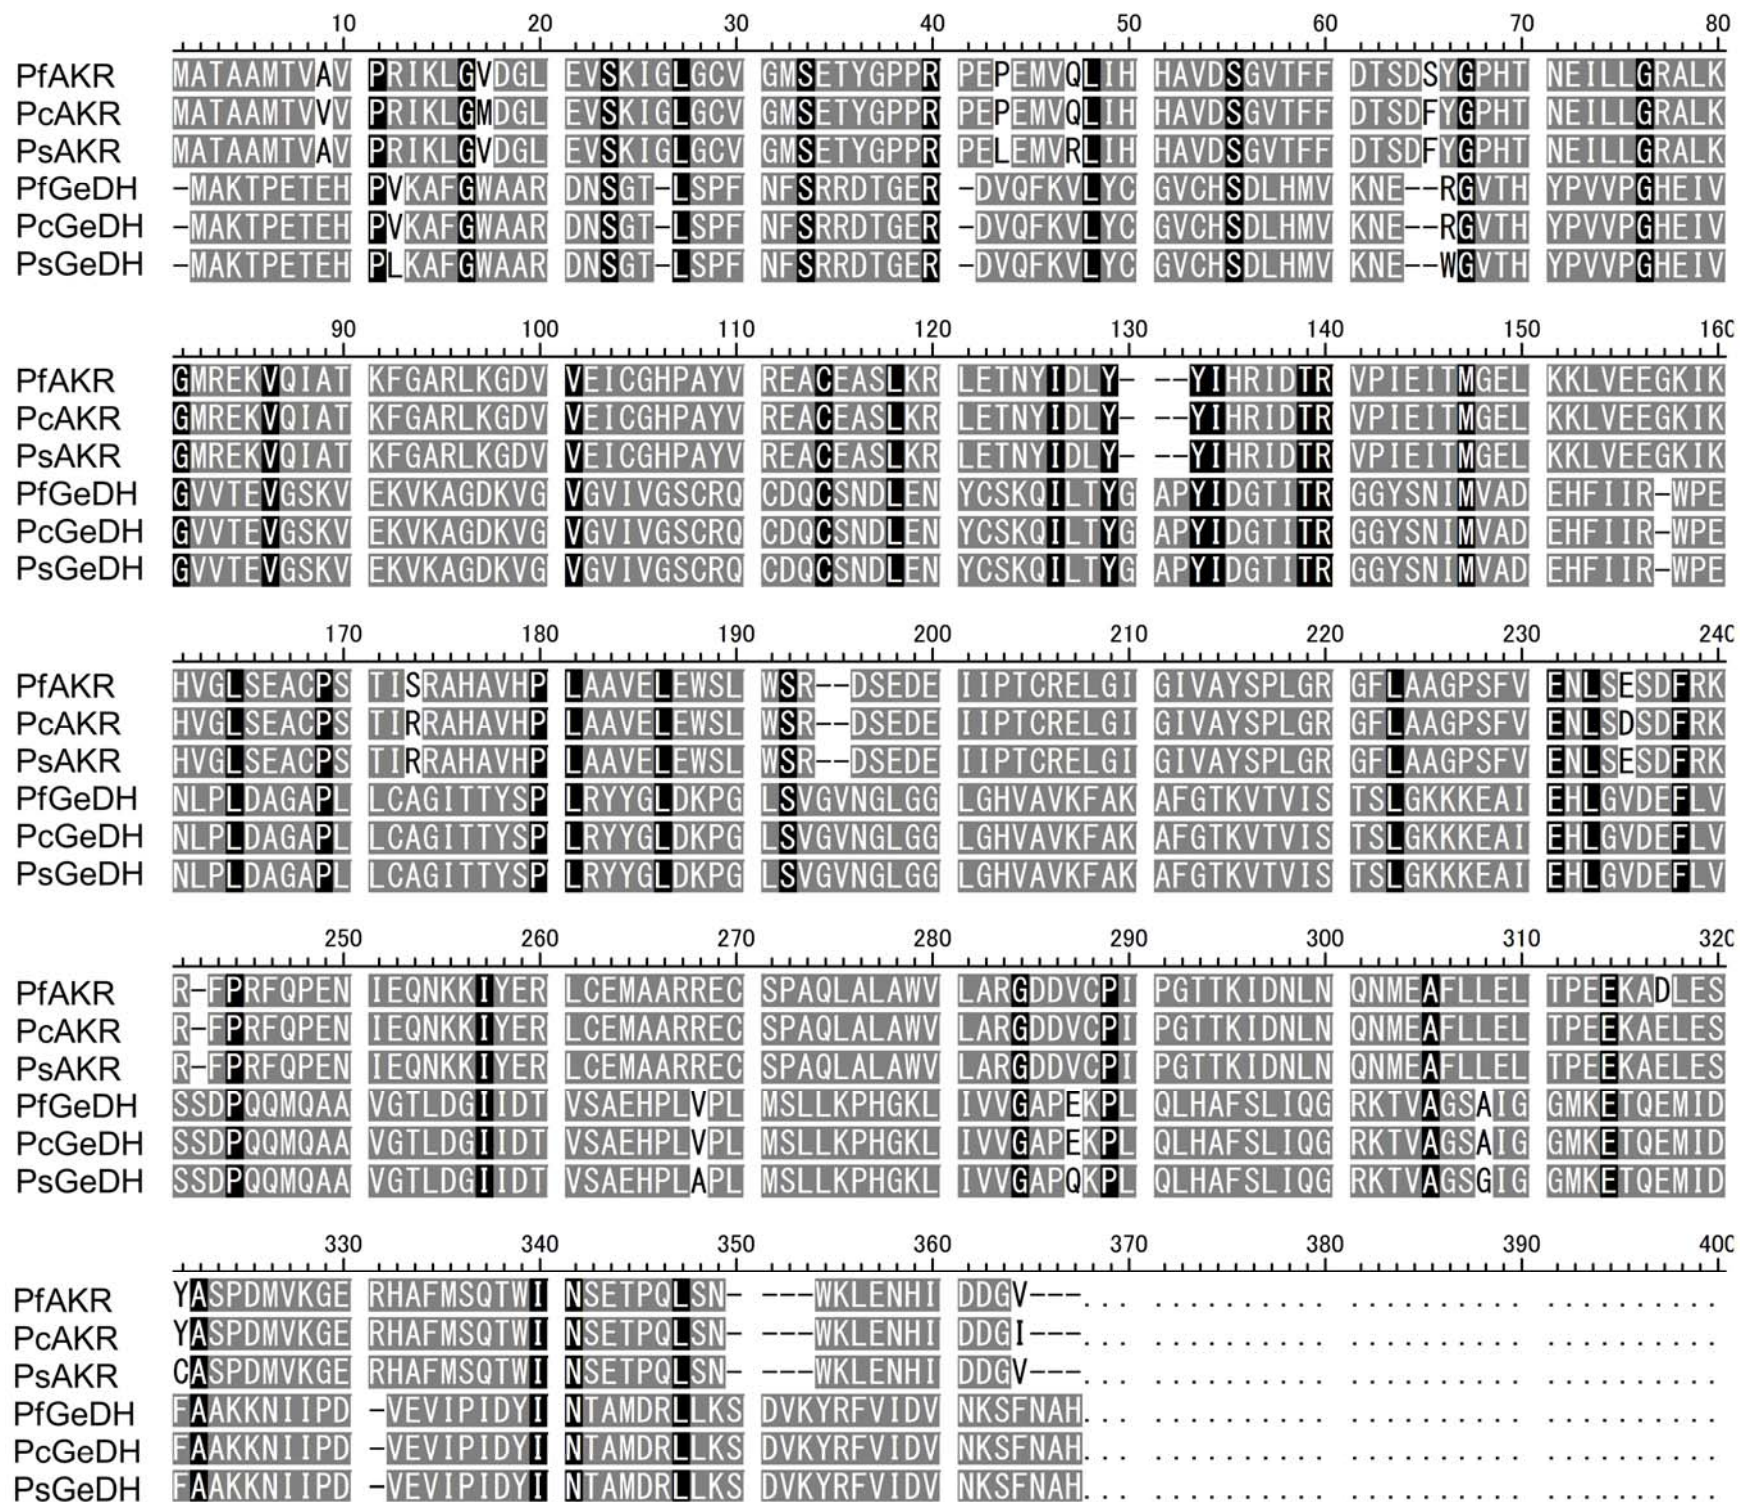 10 20 30 40 50 60 70 80
PfAKR MATAAMTVAV PRIKLGVDGL EVSKIGLGCV GMSETYGPPR PEPEMVQLIH HAVDSGVTFF DTSDSYGPHT NEILLGRALK
PcAKR MATAAMTVVV PRIKLGMDGL EVSKIGLGCV GMSETYGPPR PEPEMVQLIH HAVDSGVTFF DTSDFYGPHT NEILLGRALK
PsAKR MATAAMTVAV PRIKLGVDGL EVSKIGLGCV GMSETYGPPR PELEMVRLIH HAVDSGVTFF DTSDFYGPHT NEILLGRALK
PfGeDH -MAKTPETEH PVKAFGWAAR DNSGT-LSPF NFSRRDTGER -DVQFKVLYC GVCHSDLHMV KNE--RGVTH YPVVPGHEIV
PcGeDH -MAKTPETEH PVKAFGWAAR DNSGT-LSPF NFSRRDTGER -DVQFKVLYC GVCHSDLHMV KNE--RGVTH YPVVPGHEIV
PsGeDH -MAKTPETEH PLKAFGWAAR DNSGT-LSPF NFSRRDTGER -DVQFKVLYC GVCHSDLHMV KNE--WGVTH YPVVPGHEIV
90 100 110 120 130 140 150 160
PfAKR GMREKVQIAT KFGARLKGDV VEICGHPAYV REACEASLKR LETNYIDLY- ---YIHRIDTR VPIEITMGEL KKLVEEGKIK
PcAKR GMREKVQIAT KFGARLKGDV VEICGHPAYV REACEASLKR LETNYIDLY- --YIHRIDTR VPIEITMGEL KKLVEEGKIK
PsAKR GMREKVQIAT KFGARLKGDV VEICGHPAYV REACEASLKR LETNYIDLY- --YIHRIDTR VPIEITMGEL KKLVEEGKIK
PfGeDH GVVTEVGSKV EKVKAGDKVG VGVIVGSCRQ CDQCSNDLEN YCSKQILTYG APYIDGTITR GGYSNIMVAD EHFIIR-WPE
PcGeDH GVVTEVGSKV EKVKAGDKVG VGVIVGSCRQ CDQCSNDLEN YCSKQILTYG APYIDGTITR GGYSNIMVAD EHFIIR-WPE
PsGeDH GVVTEVGSKV EKVKAGDKVG VGVIVGSCRQ CDQCSNDLEN YCSKQILTYG APYIDGTITR GGYSNIMVAD EHFIIR-WPE
170 180 190 200 210 220 230 240
PfAKR HVGLSEACPS TISRAHAVHP LAAVELEWSL WSR--DSEDE IIPTCRELGI GIVAYSPLGR GFLAAGPSFV ENLSESDFRK
PcAKR HVGLSEACPS TIRRAHAVHP LAAVELEWSL WSR--DSEDE IIPTCRELGI GIVAYSPLGR GFLAAGPSFV ENLSDSDFRK
PsAKR HVGLSEACPS TIRRAHAVHP LAAVELEWSL WSR--DSEDE IIPTCRELGI GIVAYSPLGR GFLAAGPSFV ENLSESDFRK
PfGeDH NLPLDAGAPL LCAGITTYSP LRYYGLDKPG LSVGVNGLGG LGHVAVKFAK AFGTKVTVIS TSLGKKKEAI EHLGVDEFLV
PcGeDH NLPLDAGAPL LCAGITTYSP LRYYGLDKPG LSVGVNGLGG LGHVAVKFAK AFGTKVTVIS TSLGKKKEAI EHLGVDEFLV
PsGeDH NLPLDAGAPL LCAGITTYSP LRYYGLDKPG LSVGVNGLGG LGHVAVKFAK AFGTKVTVIS TSLGKKKEAI EHLGVDEFLV
250 260 270 280 290 300 310 320
PfAKR R-FPRFQPEN IEQNKKIYER LCEMAARREC SPAQLALAWV LARGDDVCPI PGTTKIDNLN QNMEAFLLEL TPEEKADLES
PcAKR R-FPRFQPEN IEQNKKIYER LCEMAARREC SPAQLALAWV LARGDDVCPI PGTTKIDNLN QNMEAFLLEL TPEEKAELES
PsAKR R-FPRFQPEN IEQNKKIYER LCEMAARREC SPAQLALAWV LARGDDVCPI PGTTKIDNLN QNMEAFLLEL TPEEKAELES
PfGeDH SSDPQQMQAA VGTLDGIIDT VSAEHPLVPL MSLLKPHGKL IVVGAPEKPL QLHAFSLIQG RKTVAGSAIG GMKETQEMID
PcGeDH SSDPQQMQAA VGTLDGIIDT VSAEHPLVPL MSLLKPHGKL IVVGAPEKPL QLHAFSLIQG RKTVAGSAIG GMKETQEMID
PsGeDH SSDPQQMQAA VGTLDGIIDT VSAEHPLAPL MSLLKPHGKL IVVGAPQKPL QLHAFSLIQG RKTVAGSGIG GMKETQEMID
330 340 350 360 370 380 390 400
PfAKR YASPDMVKGE RHAFMSQTWI NSETPQLSN- ---WKLENHI DDGV---... .......... .......... ..........
PcAKR YASPDMVKGE RHAFMSQTWI NSETPQLSN- ---WKLENHI DDGI---... .......... .......... ..........
PsAKR CASPDMVKGE RHAFMSQTWI NSETPQLSN- ---WKLENHI DDGV---... .......... .......... ..........
PfGeDH FAAKKNIIPD -VEVIPIDYI NTAMDRLLKS DVKYRFVIDV NKSFNAH... .......... .......... ..........
PcGeDH FAAKKNIIPD -VEVIPIDYI NTAMDRLLKS DVKYRFVIDV NKSFNAH... .......... .......... ..........
PsGeDH FAAKKNIIPD -VEVIPIDYI NTAMDRLLKS DVKYRFVIDV NKSFNAH... .......... .......... ..........